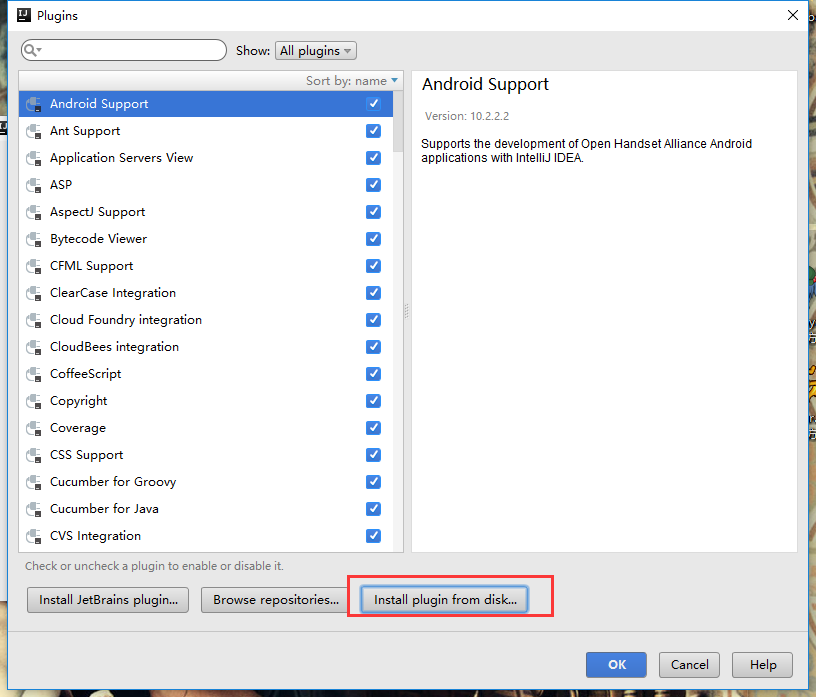 Plugins
Show: All plugins
Sort by: name
Android Support
Ant Support
Application Servers View
ASP
AspectJ Support
Bytecode Viewer
CFML Support
ClearCase Integration
Cloud Foundry integration
CloudBees integration
CoffeeScript
Copyright
Coverage
CSS Support
Cucumber for Groovy
Cucumber for Java
CVS Integration
Android Support
Version: 10.2.2.2
Supports the development of Open Handset Alliance Android
applications with IntelliJ IDEA.
Check or uncheck a plugin to enable or disable it.
Install JetBrains plugin... Browse repositories... Install plugin from disk...
OK Cancel Help